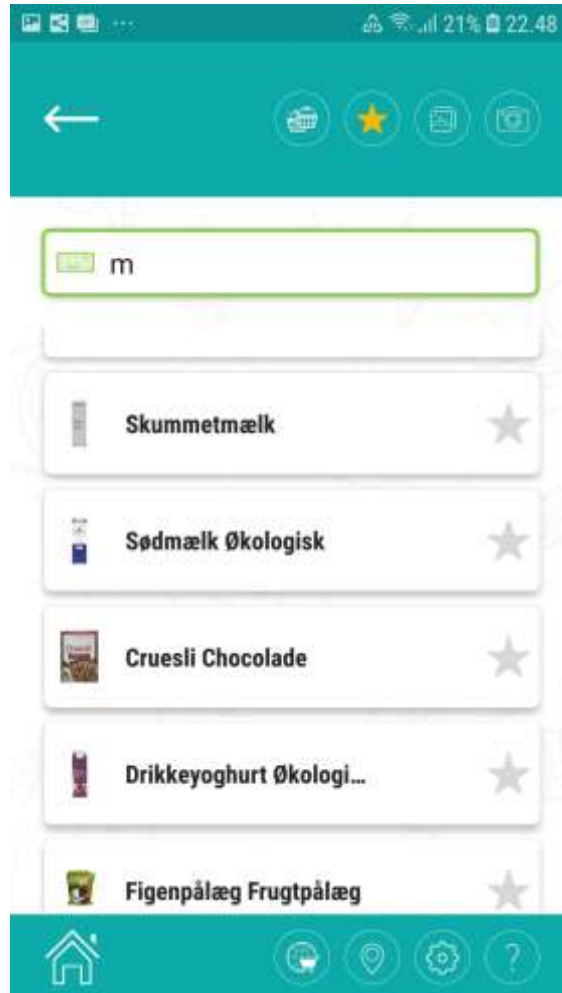 21% 22.48
m
Skummetmælk
Sødmælk Økologisk
Cruesli Chocolade
Drikkeyoghurt Økologi...
Figenpålæg Frugtpålæg
?